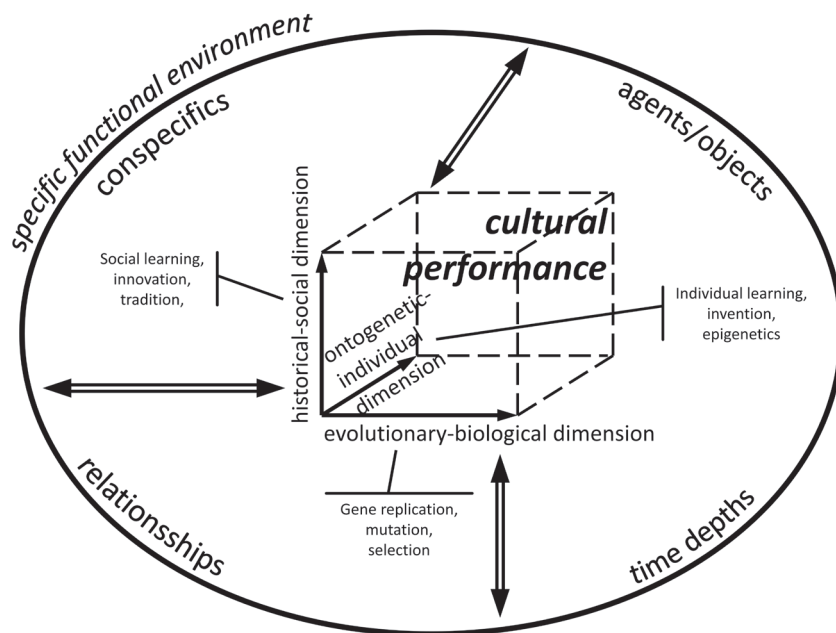 specific functional environment
conspecifics
agents/objects
cultural
performance
Social learning,
innovation,
tradition,
historical-social dimension
ontogenetic-
individual
dimension
Individual learning,
invention,
epigenetics
evolutionary-biological dimension
Gene replication,
mutation,
selection
relationsships
time depths